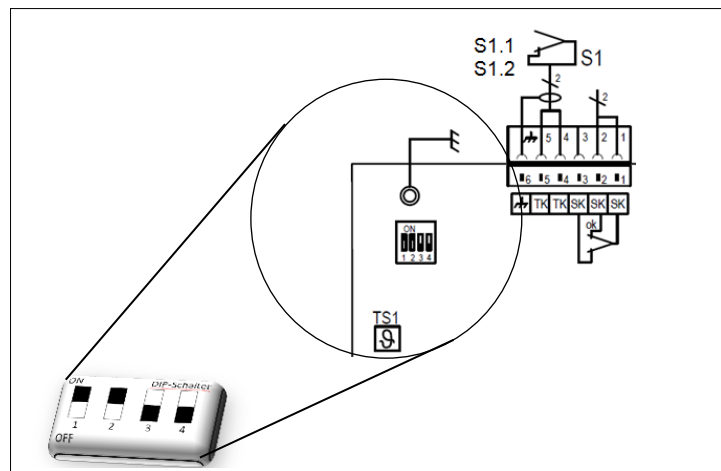 S1.1
S1.2
S1
2
2
5 4 3 2 1
6 5 4 3 2 1
TK TK SK SK SK
ok
ON
1 2 3 4
TS1
ϑ
ON DIP-Schalter
1 2 3 4
OFF